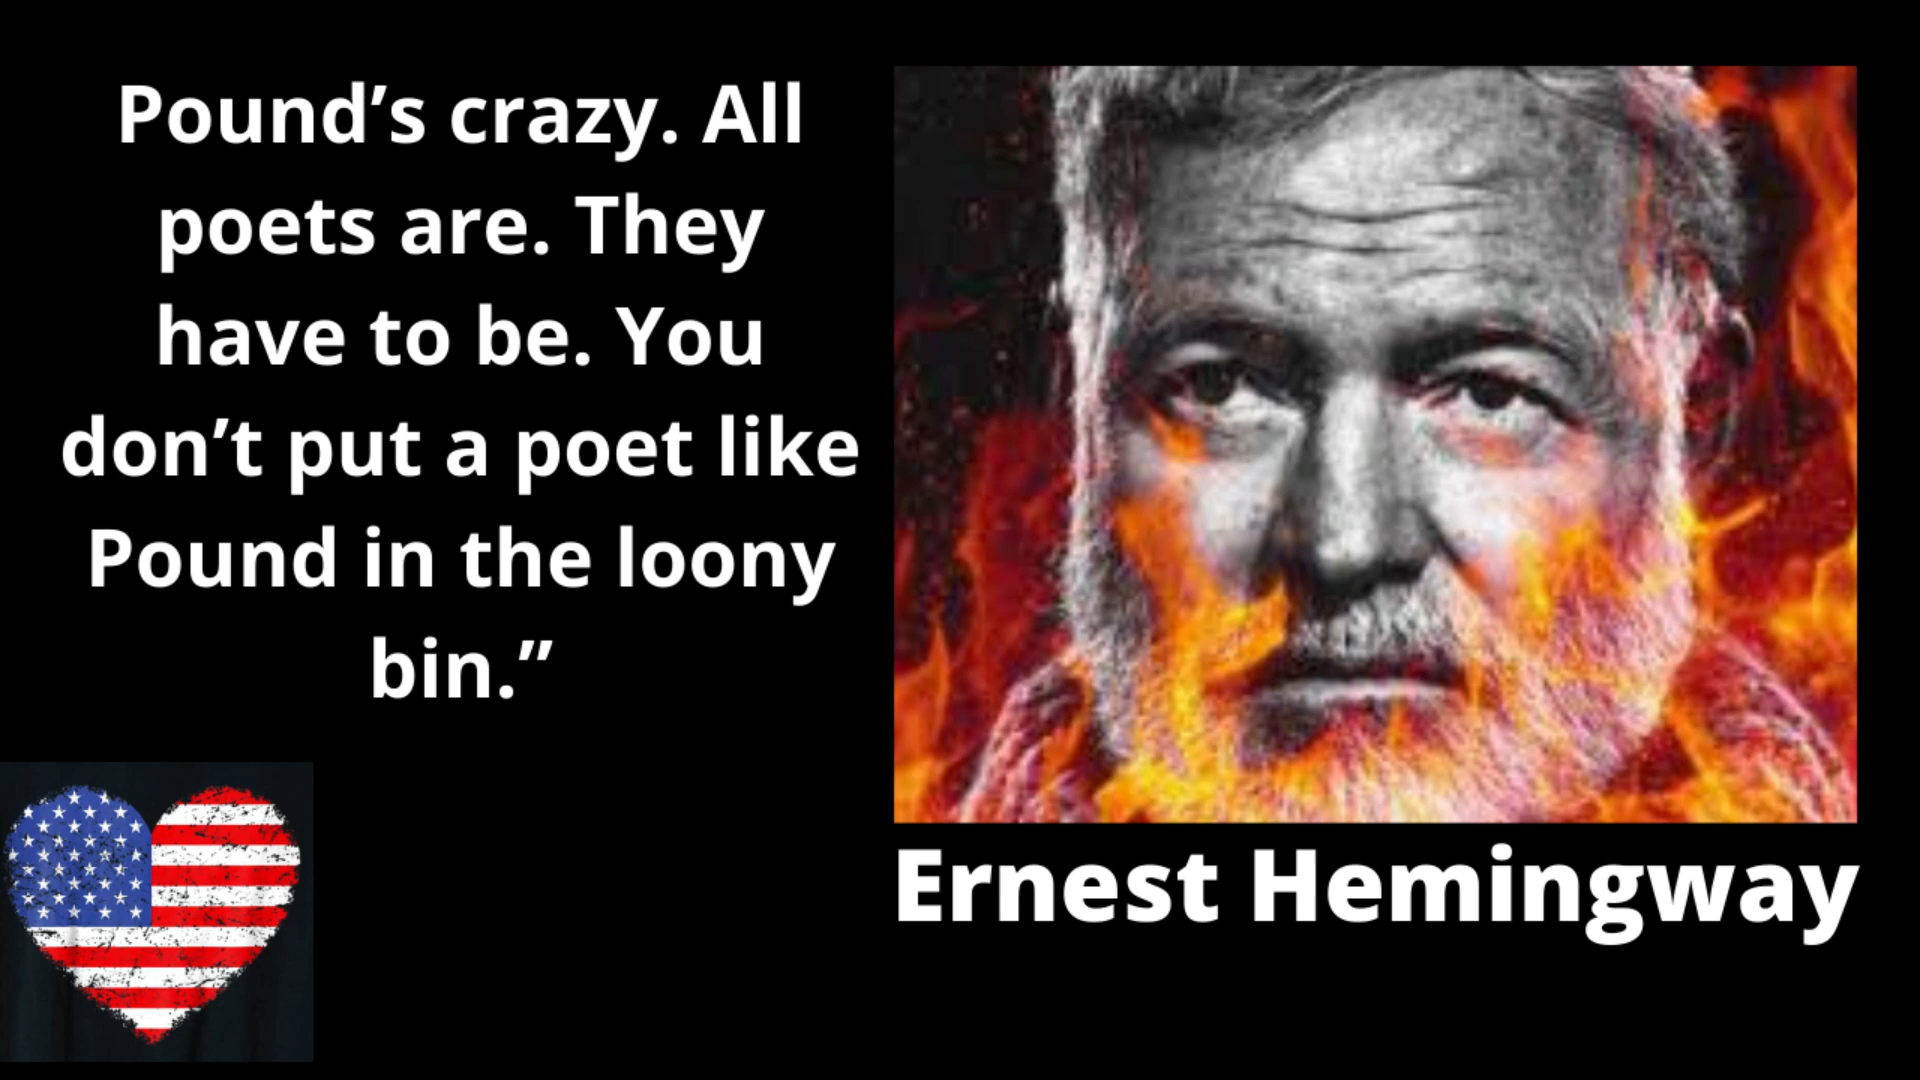 Pound’s crazy. All
poets are. They
have to be. You
don’t put a poet like
Pound in the loony
bin.”
Ernest Hemingway